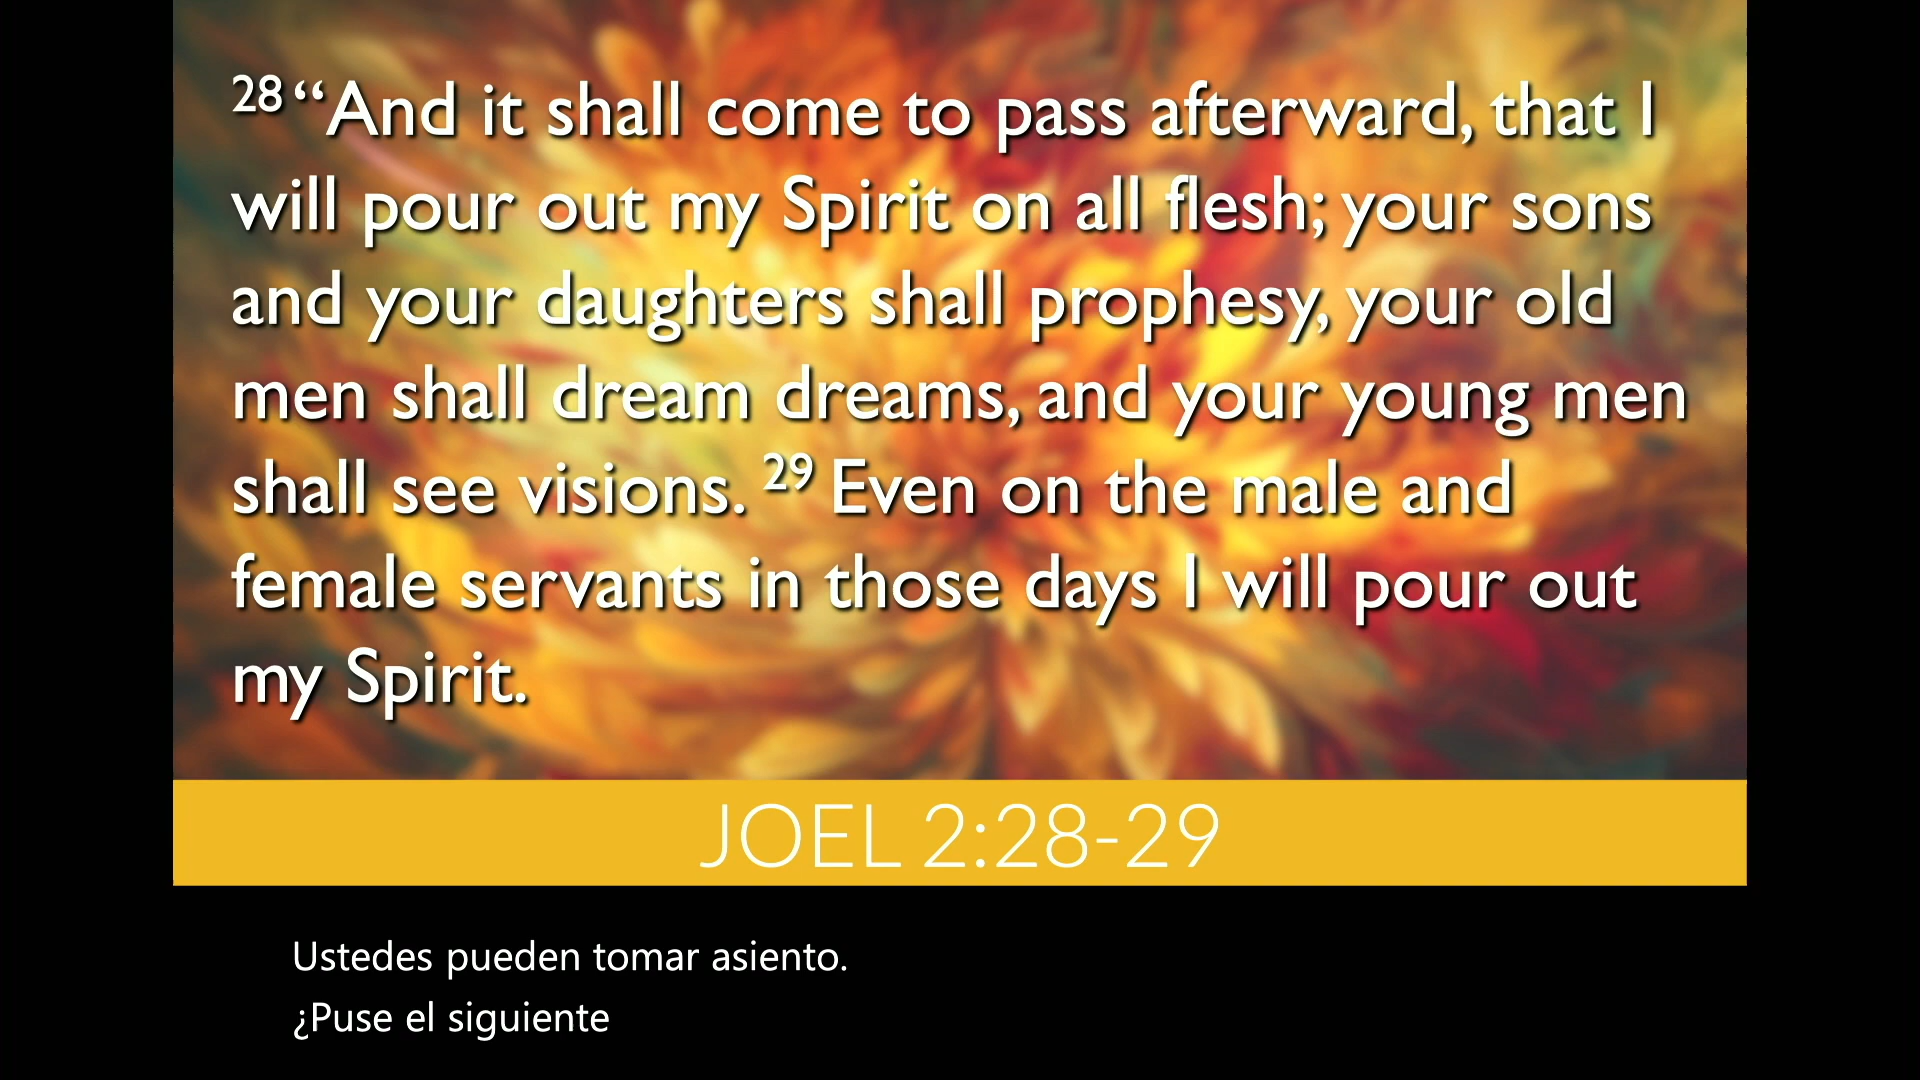 28 “And it shall come to pass afterward, that I
will pour out my Spirit on all flesh; your sons
and your daughters shall prophesy, your old
men shall dream dreams, and your young men
shall see visions. 29 Even on the male and
female servants in those days I will pour out
my Spirit.
JOEL 2:28-29
Ustedes pueden tomar asiento.
¿Puse el siguiente